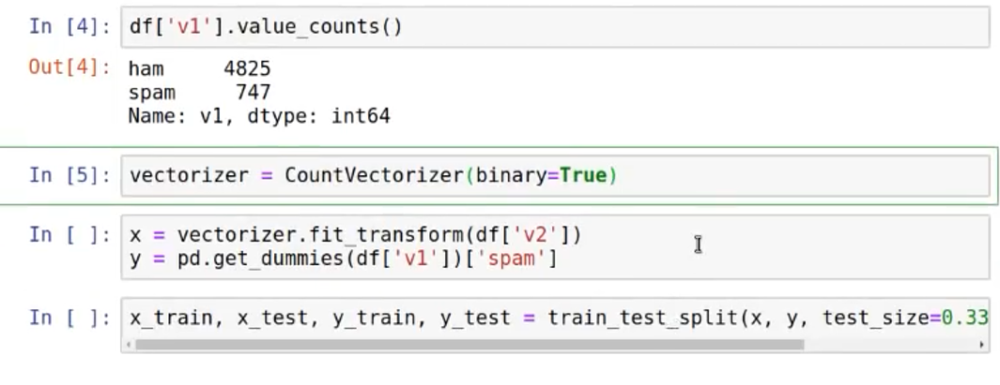 In [4]: df['v1'].value_counts()
Out[4]: ham     4825
spam     747
Name: v1, dtype: int64
In [5]: vectorizer = CountVectorizer(binary=True)
In [ ]: x = vectorizer.fit_transform(df['v2'])
y = pd.get_dummies(df['v1'])['spam']
In [ ]: x_train, x_test, y_train, y_test = train_test_split(x, y, test_size=0.33